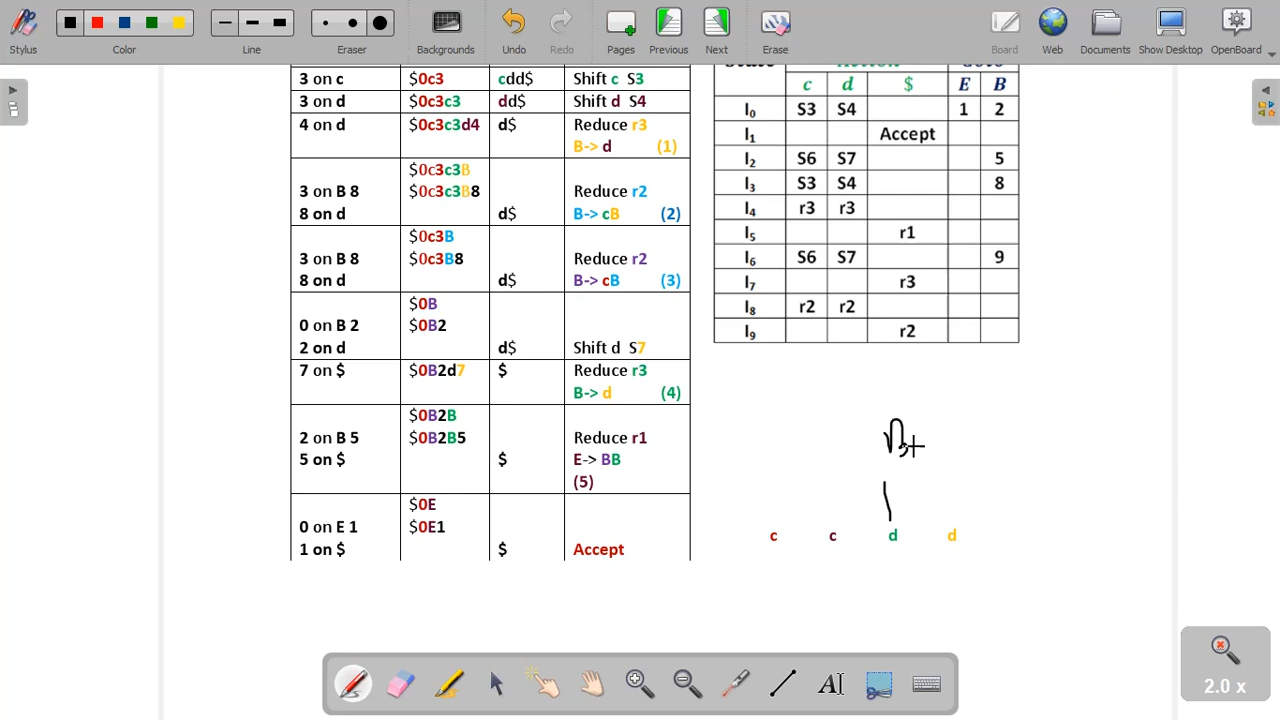 Stylus
Color
Line
Eraser
Backgrounds
Undo
Redo
Pages
Previous
Next
Erase
Board
Web
Documents
Show Desktop
OpenBoard
3 on c $0c3 cdd$ Shift c S3
3 on d $0c3c3 dd$ Shift d S4
4 on d $0c3c3d4 d$ Reduce r3
B-> d (1)
$0c3c3B
3 on B 8 $0c3c3B8 Reduce r2
8 on d d$ B-> cB (2)
$0c3B
3 on B 8 $0c3B8 Reduce r2
8 on d d$ B-> cB (3)
$0B
0 on B 2 $0B2
2 on d d$ Shift d S7
7 on $ $0B2d7 $ Reduce r3
B-> d (4)
$0B2B
2 on B 5 $0B2B5 Reduce r1
5 on $ $ E-> BB
(5)
$0E
0 on E 1 $0E1
1 on $ $ Accept
c d $ E B
I0 S3 S4 1 2
I1 Accept
I2 S6 S7 5
I3 S3 S4 8
I4 r3 r3
I5 r1
I6 S6 S7 9
I7 r3
I8 r2 r2
I9 r2
c c d d
2.0 x